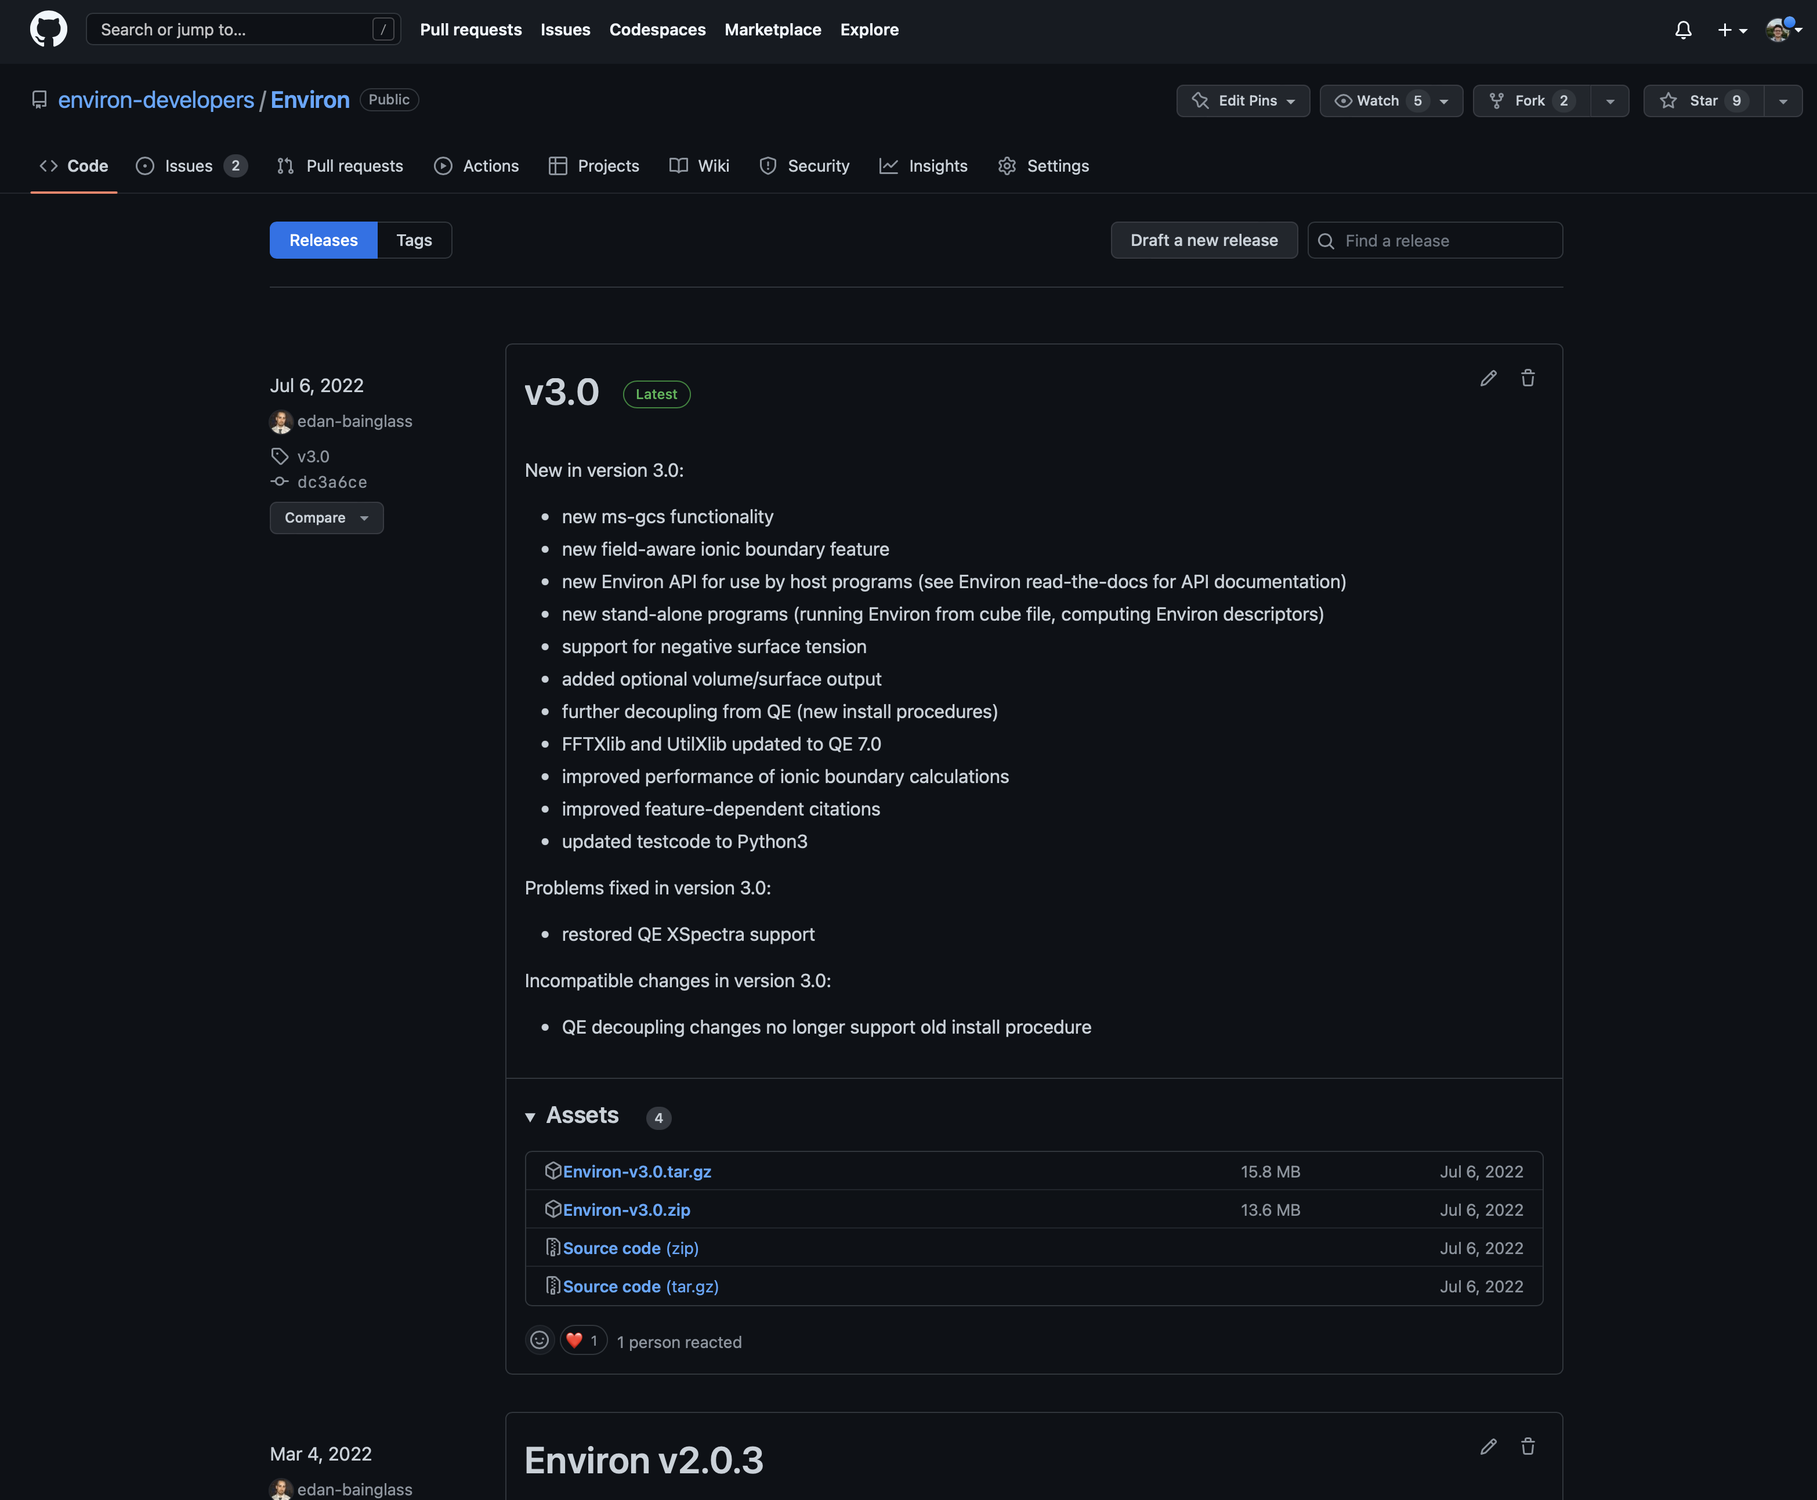 Search or jump to... /
Pull requests Issues Codespaces Marketplace Explore
environ-developers / Environ Public
Edit Pins Watch 5 Fork 2 Star 9
Code Issues 2 Pull requests Actions Projects Wiki Security Insights Settings
Releases Tags
Draft a new release Find a release
Jul 6, 2022
edan-bainglass
v3.0
dc3a6ce
Compare
v3.0 Latest
New in version 3.0:
new ms-gcs functionality
new field-aware ionic boundary feature
new Environ API for use by host programs (see Environ read-the-docs for API documentation)
new stand-alone programs (running Environ from cube file, computing Environ descriptors)
support for negative surface tension
added optional volume/surface output
further decoupling from QE (new install procedures)
FFTXlib and UtilXlib updated to QE 7.0
improved performance of ionic boundary calculations
improved feature-dependent citations
updated testcode to Python3
Problems fixed in version 3.0:
restored QE XSpectra support
Incompatible changes in version 3.0:
QE decoupling changes no longer support old install procedure
Assets 4
Environ-v3.0.tar.gz 15.8 MB Jul 6, 2022
Environ-v3.0.zip 13.6 MB Jul 6, 2022
Source code (zip) Jul 6, 2022
Source code (tar.gz) Jul 6, 2022
1 1 person reacted
Mar 4, 2022
edan-bainglass
Environ v2.0.3